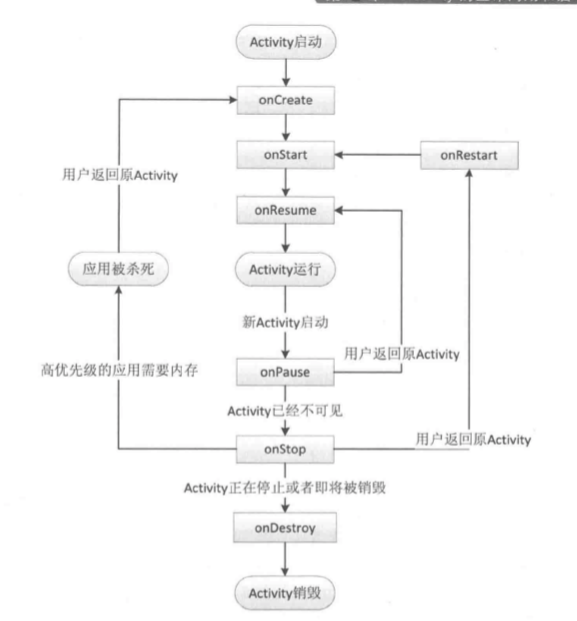 Activity启动
onCreate
onStart
onRestart
用户返回原Activity
onResume
应用被杀死
Activity运行
新Activity启动
用户返回原Activity
高优先级的应用需要内存
onPause
Activity已经不可见
用户返回原Activity
onStop
Activity正在停止或者即将被销毁
onDestroy
Activity销毁